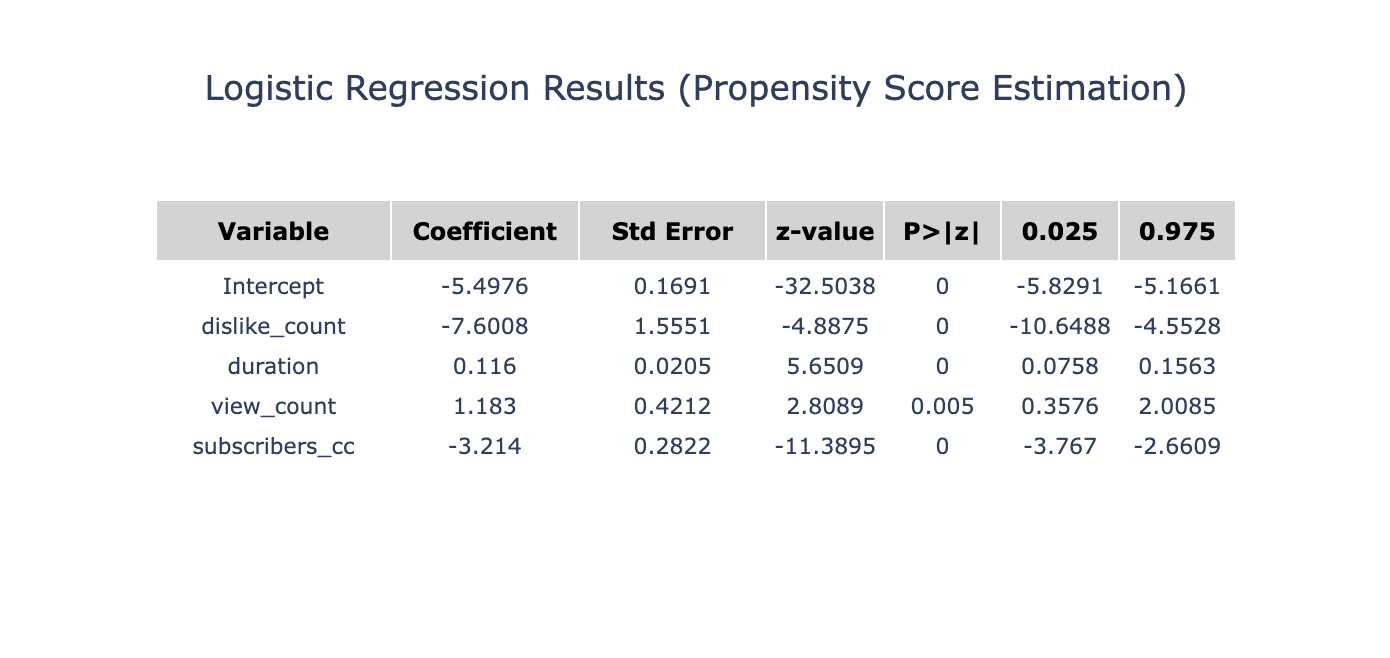 Logistic Regression Results (Propensity Score Estimation)
Variable Coefficient Std Error z-value P>|z| 0.025 0.975
Intercept -5.4976 0.1691 -32.5038 0 -5.8291 -5.1661
dislike_count -7.6008 1.5551 -4.8875 0 -10.6488 -4.5528
duration 0.116 0.0205 5.6509 0 0.0758 0.1563
view_count 1.183 0.4212 2.8089 0.005 0.3576 2.0085
subscribers_cc -3.214 0.2822 -11.3895 0 -3.767 -2.6609